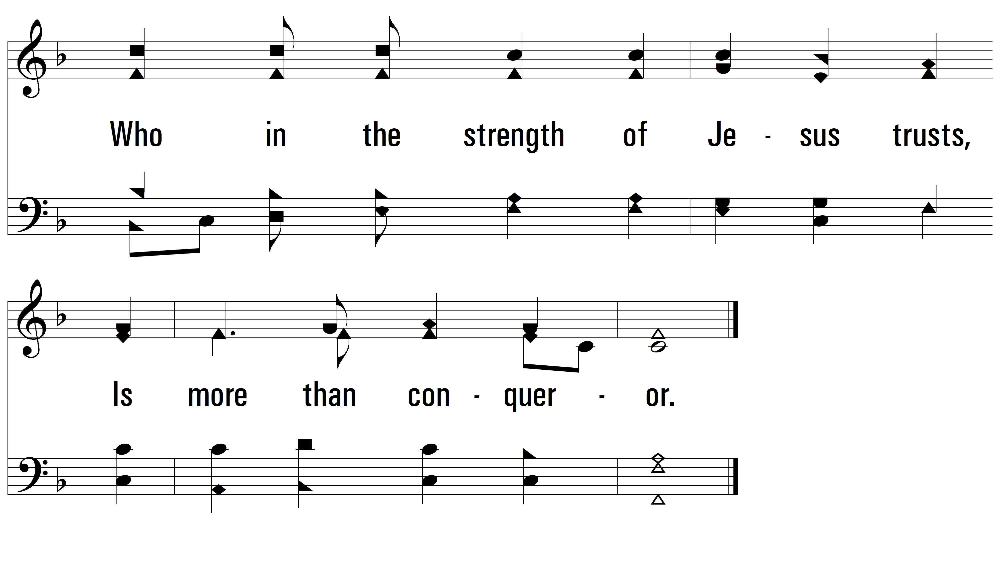 Who in the strength of Je - sus trusts,
Is more than con - quer - or.